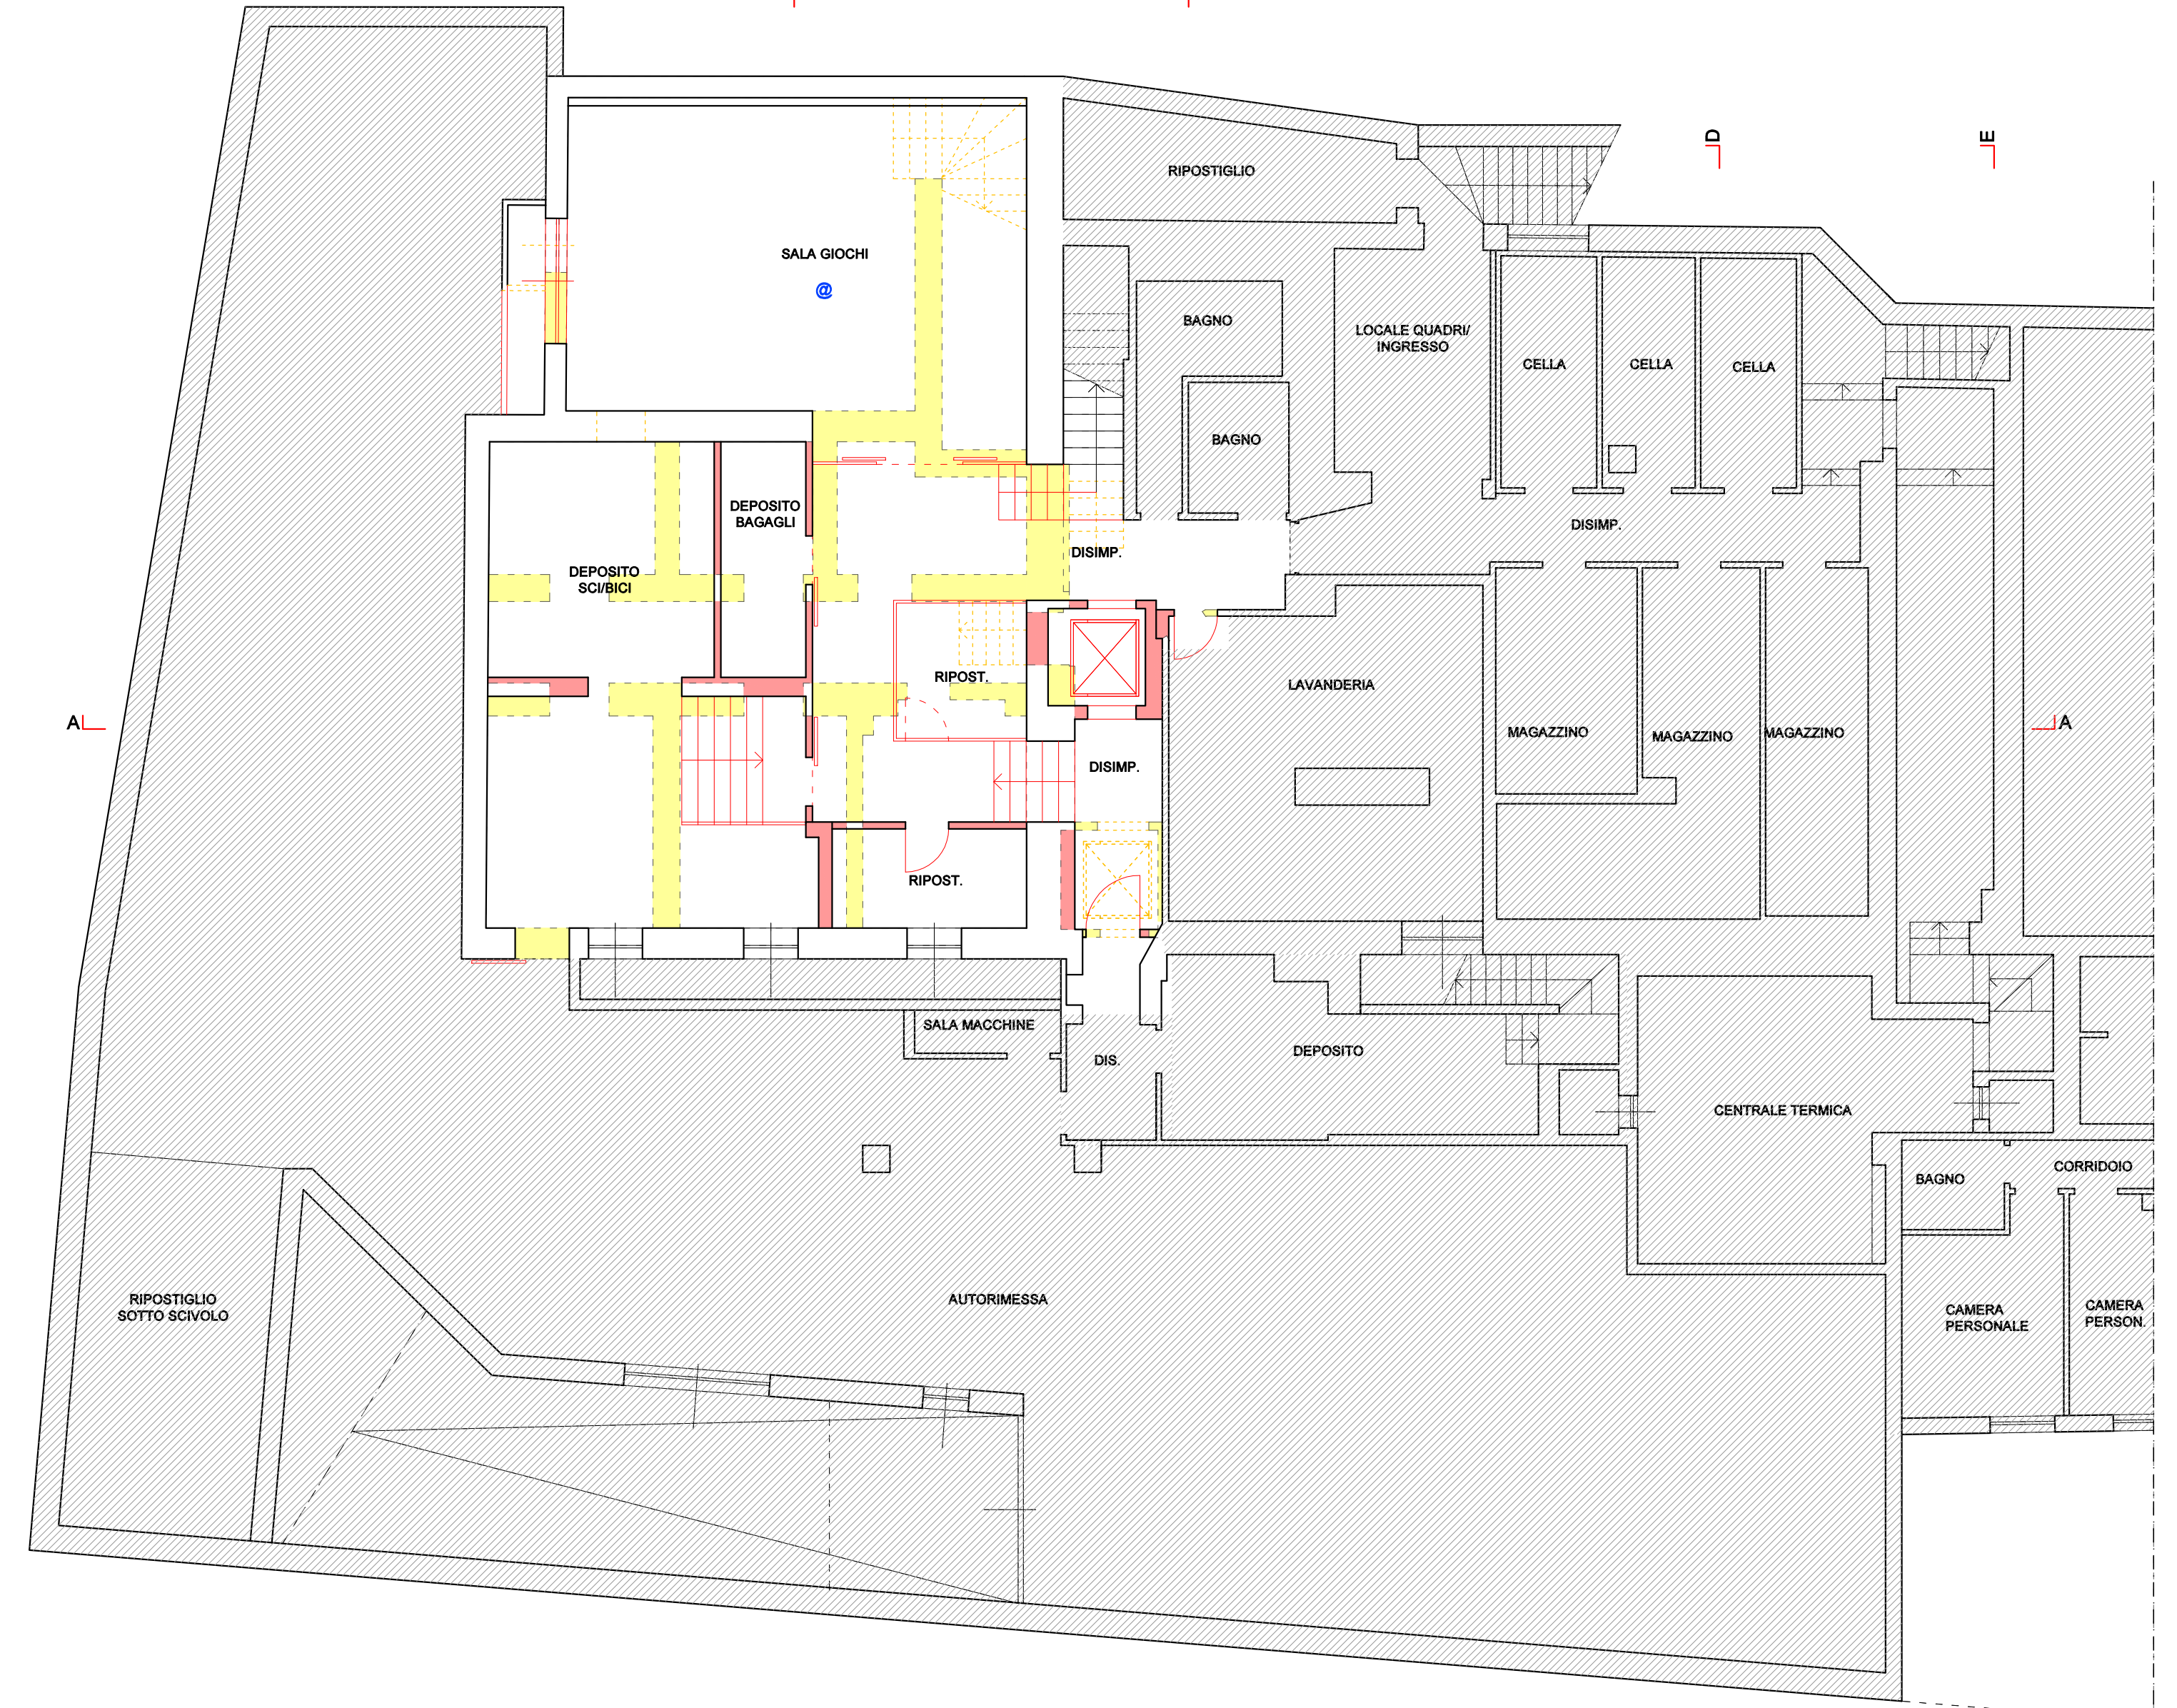 D
E
RIPOSTIGLIO
SALA GIOCHI
@
BAGNO
LOCALE QUADRI/
INGRESSO
CELLA
CELLA
CELLA
BAGNO
DEPOSITO
BAGAGLI
DISIMP.
DISIMP.
DEPOSITO
SCI/BICI
RIPOST.
LAVANDERIA
A
MAGAZZINO
MAGAZZINO
MAGAZZINO
A
DISIMP.
RIPOST.
SALA MACCHINE
DIS.
DEPOSITO
CENTRALE TERMICA
CORRIDOIO
BAGNO
RIPOSTIGLIO
SOTTO SCIVOLO
AUTORIMESSA
CAMERA
PERSONALE
CAMERA
PERSON.